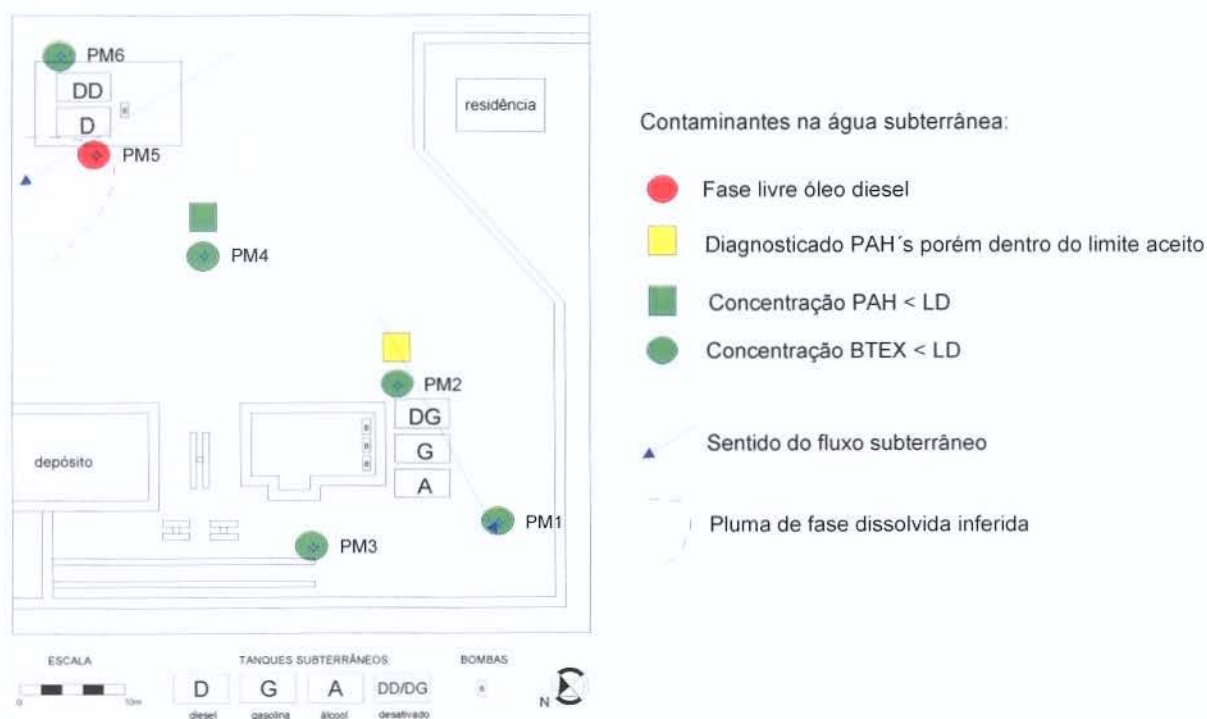 PM6
DD
D
PM5
residência
PM4
PM2
DG
G
A
depósito
PM1
PM3
Contaminantes na água subterrânea:
Fase livre óleo diesel
Diagnosticado PAH´s porém dentro do limite aceito
Concentração PAH < LD
Concentração BTEX < LD
Sentido do fluxo subterrâneo
Pluma de fase dissolvida inferida
ESCALA
0 10m
TANQUES SUBTERRÂNEOS
D G A DD/DG
diesel gasolina álcool desativado
BOMBAS
N